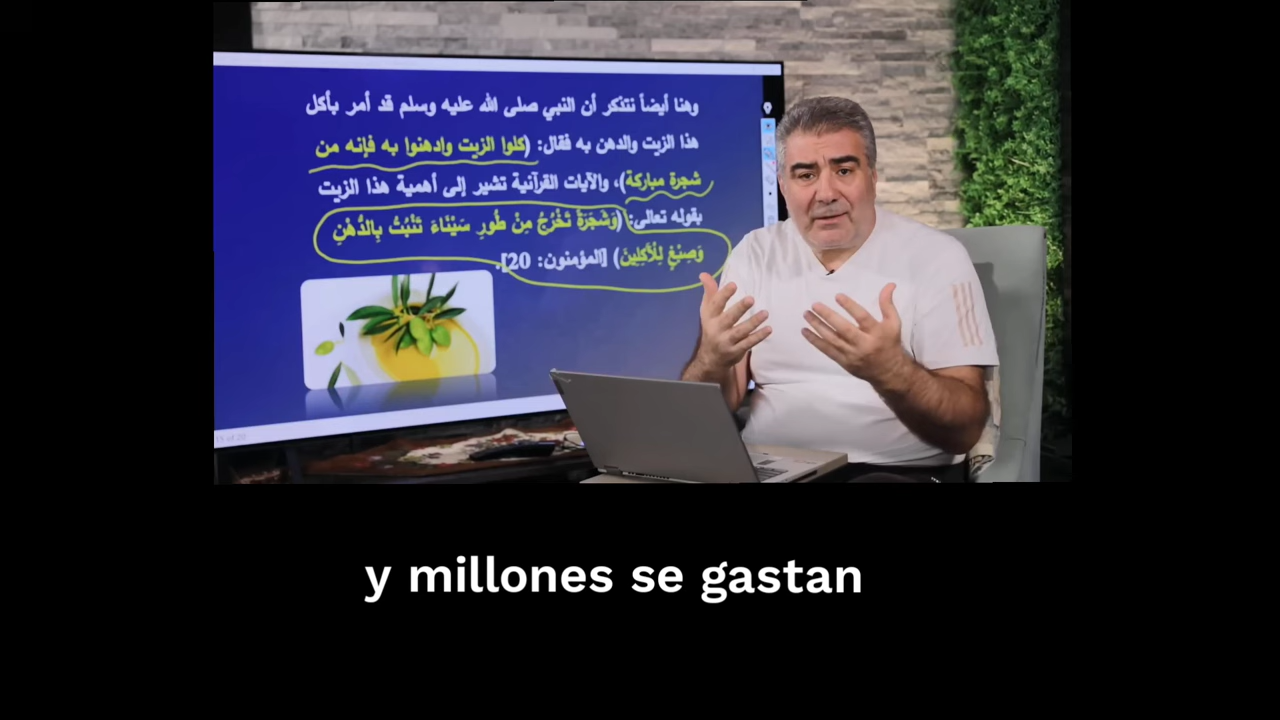 وهنا أيضاً نتذكر أن النبي صلى الله عليه وسلم قد أمر بأكل
هذا الزيت والدهن به فقال: (كلوا الزيت وادهنوا به فإنه من
شجرة مباركة)، والآيات القرآنية تشير إلى أهمية هذا الزيت
بقوله تعالى: (وَشَجَرَةً تَخْرُجُ مِنْ طُورِ سَيْنَاءَ تَنْبُتُ بِالدُّهْنِ
وَصِبْغٍ لِلْآَكِلِينَ) [المؤمنون: 20].
y millones se gastan